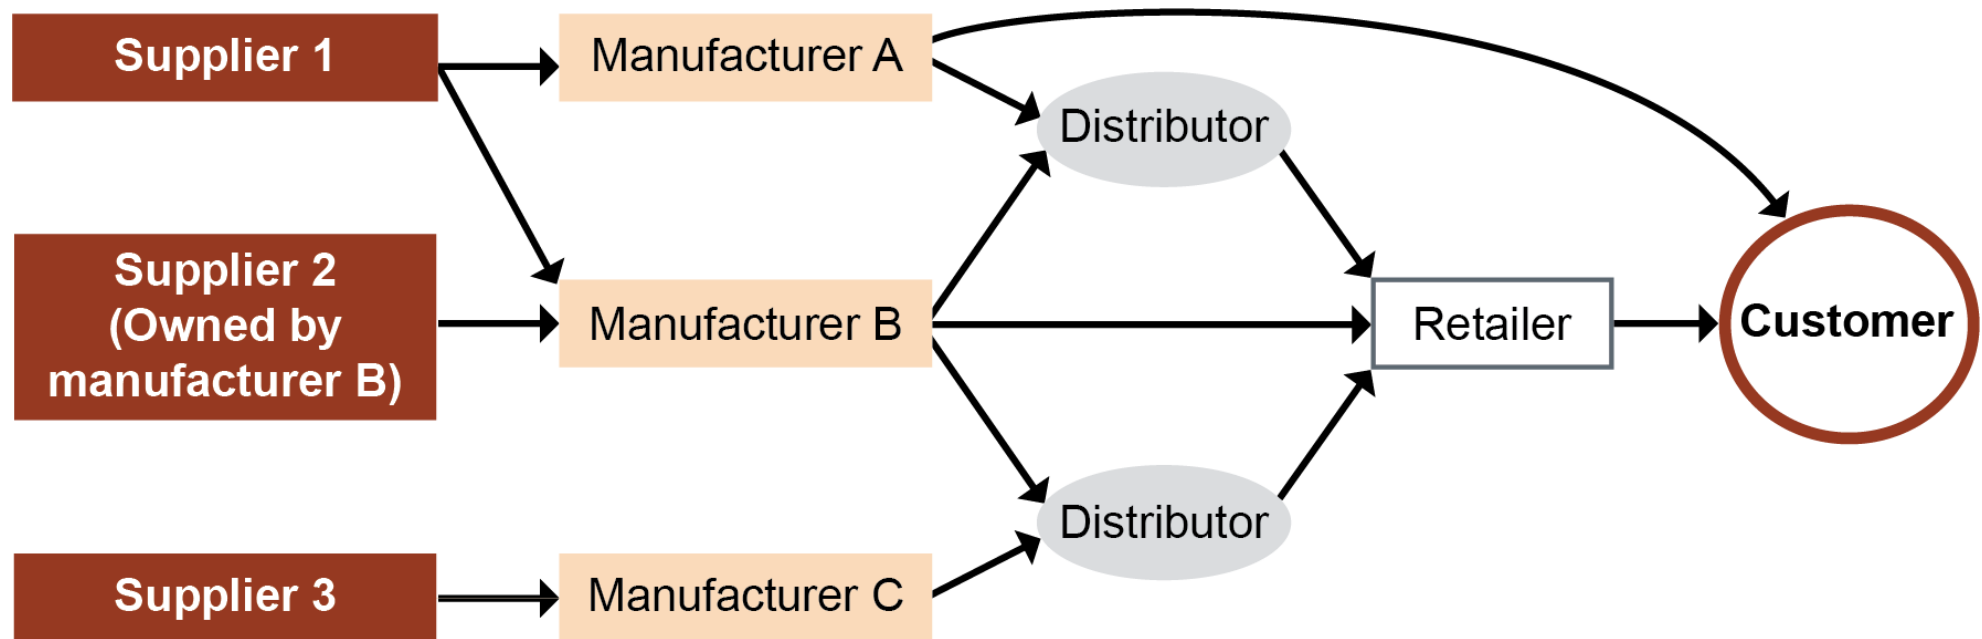 Supplier 1
Manufacturer A
Distributor
Supplier 2
(Owned by
manufacturer B)
Manufacturer B
Retailer
Customer
Distributor
Supplier 3
Manufacturer C